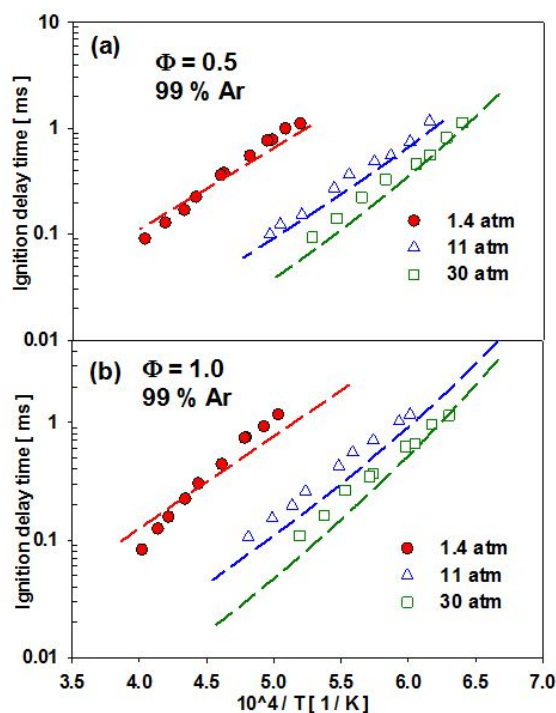 10
(a)
Φ = 0.5
99 % Ar
1
0.1
0.01
Ignition delay time [ ms]
1.4 atm
11 atm
30 atm
(b)
Φ = 1.0
99 % Ar
1
0.1
0.01
Ignition delay time [ ms ]
1.4 atm
11 atm
30 atm
3.5 4.0 4.5 5.0 5.5 6.0 6.5 7.0
10^4 / T [ 1 / K]